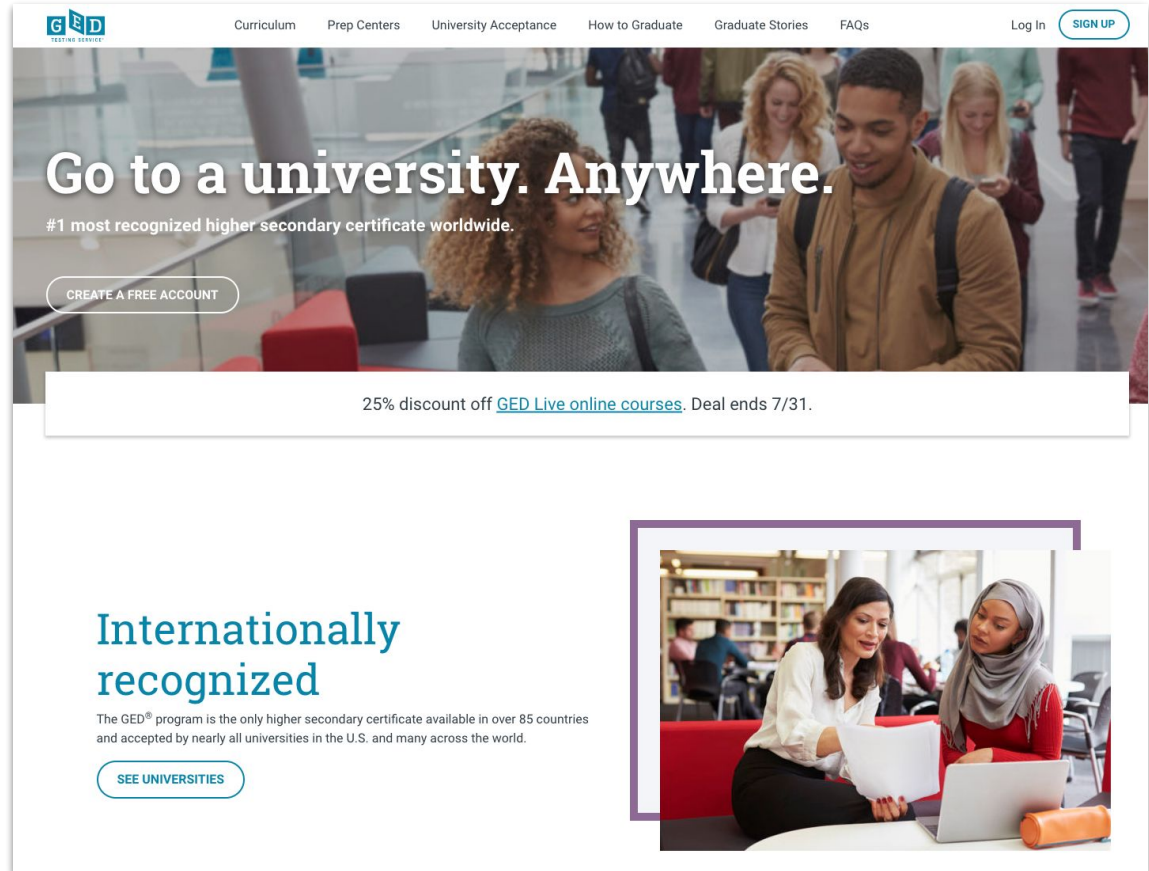 GED
TESTING SERVICE®
Curriculum Prep Centers University Acceptance How to Graduate Graduate Stories FAQs Log In SIGN UP
Go to a university. Anywhere.
#1 most recognized higher secondary certificate worldwide.
CREATE A FREE ACCOUNT
25% discount off GED Live online courses. Deal ends 7/31.
Internationally
recognized
The GED® program is the only higher secondary certificate available in over 85 countries
and accepted by nearly all universities in the U.S. and many across the world.
SEE UNIVERSITIES